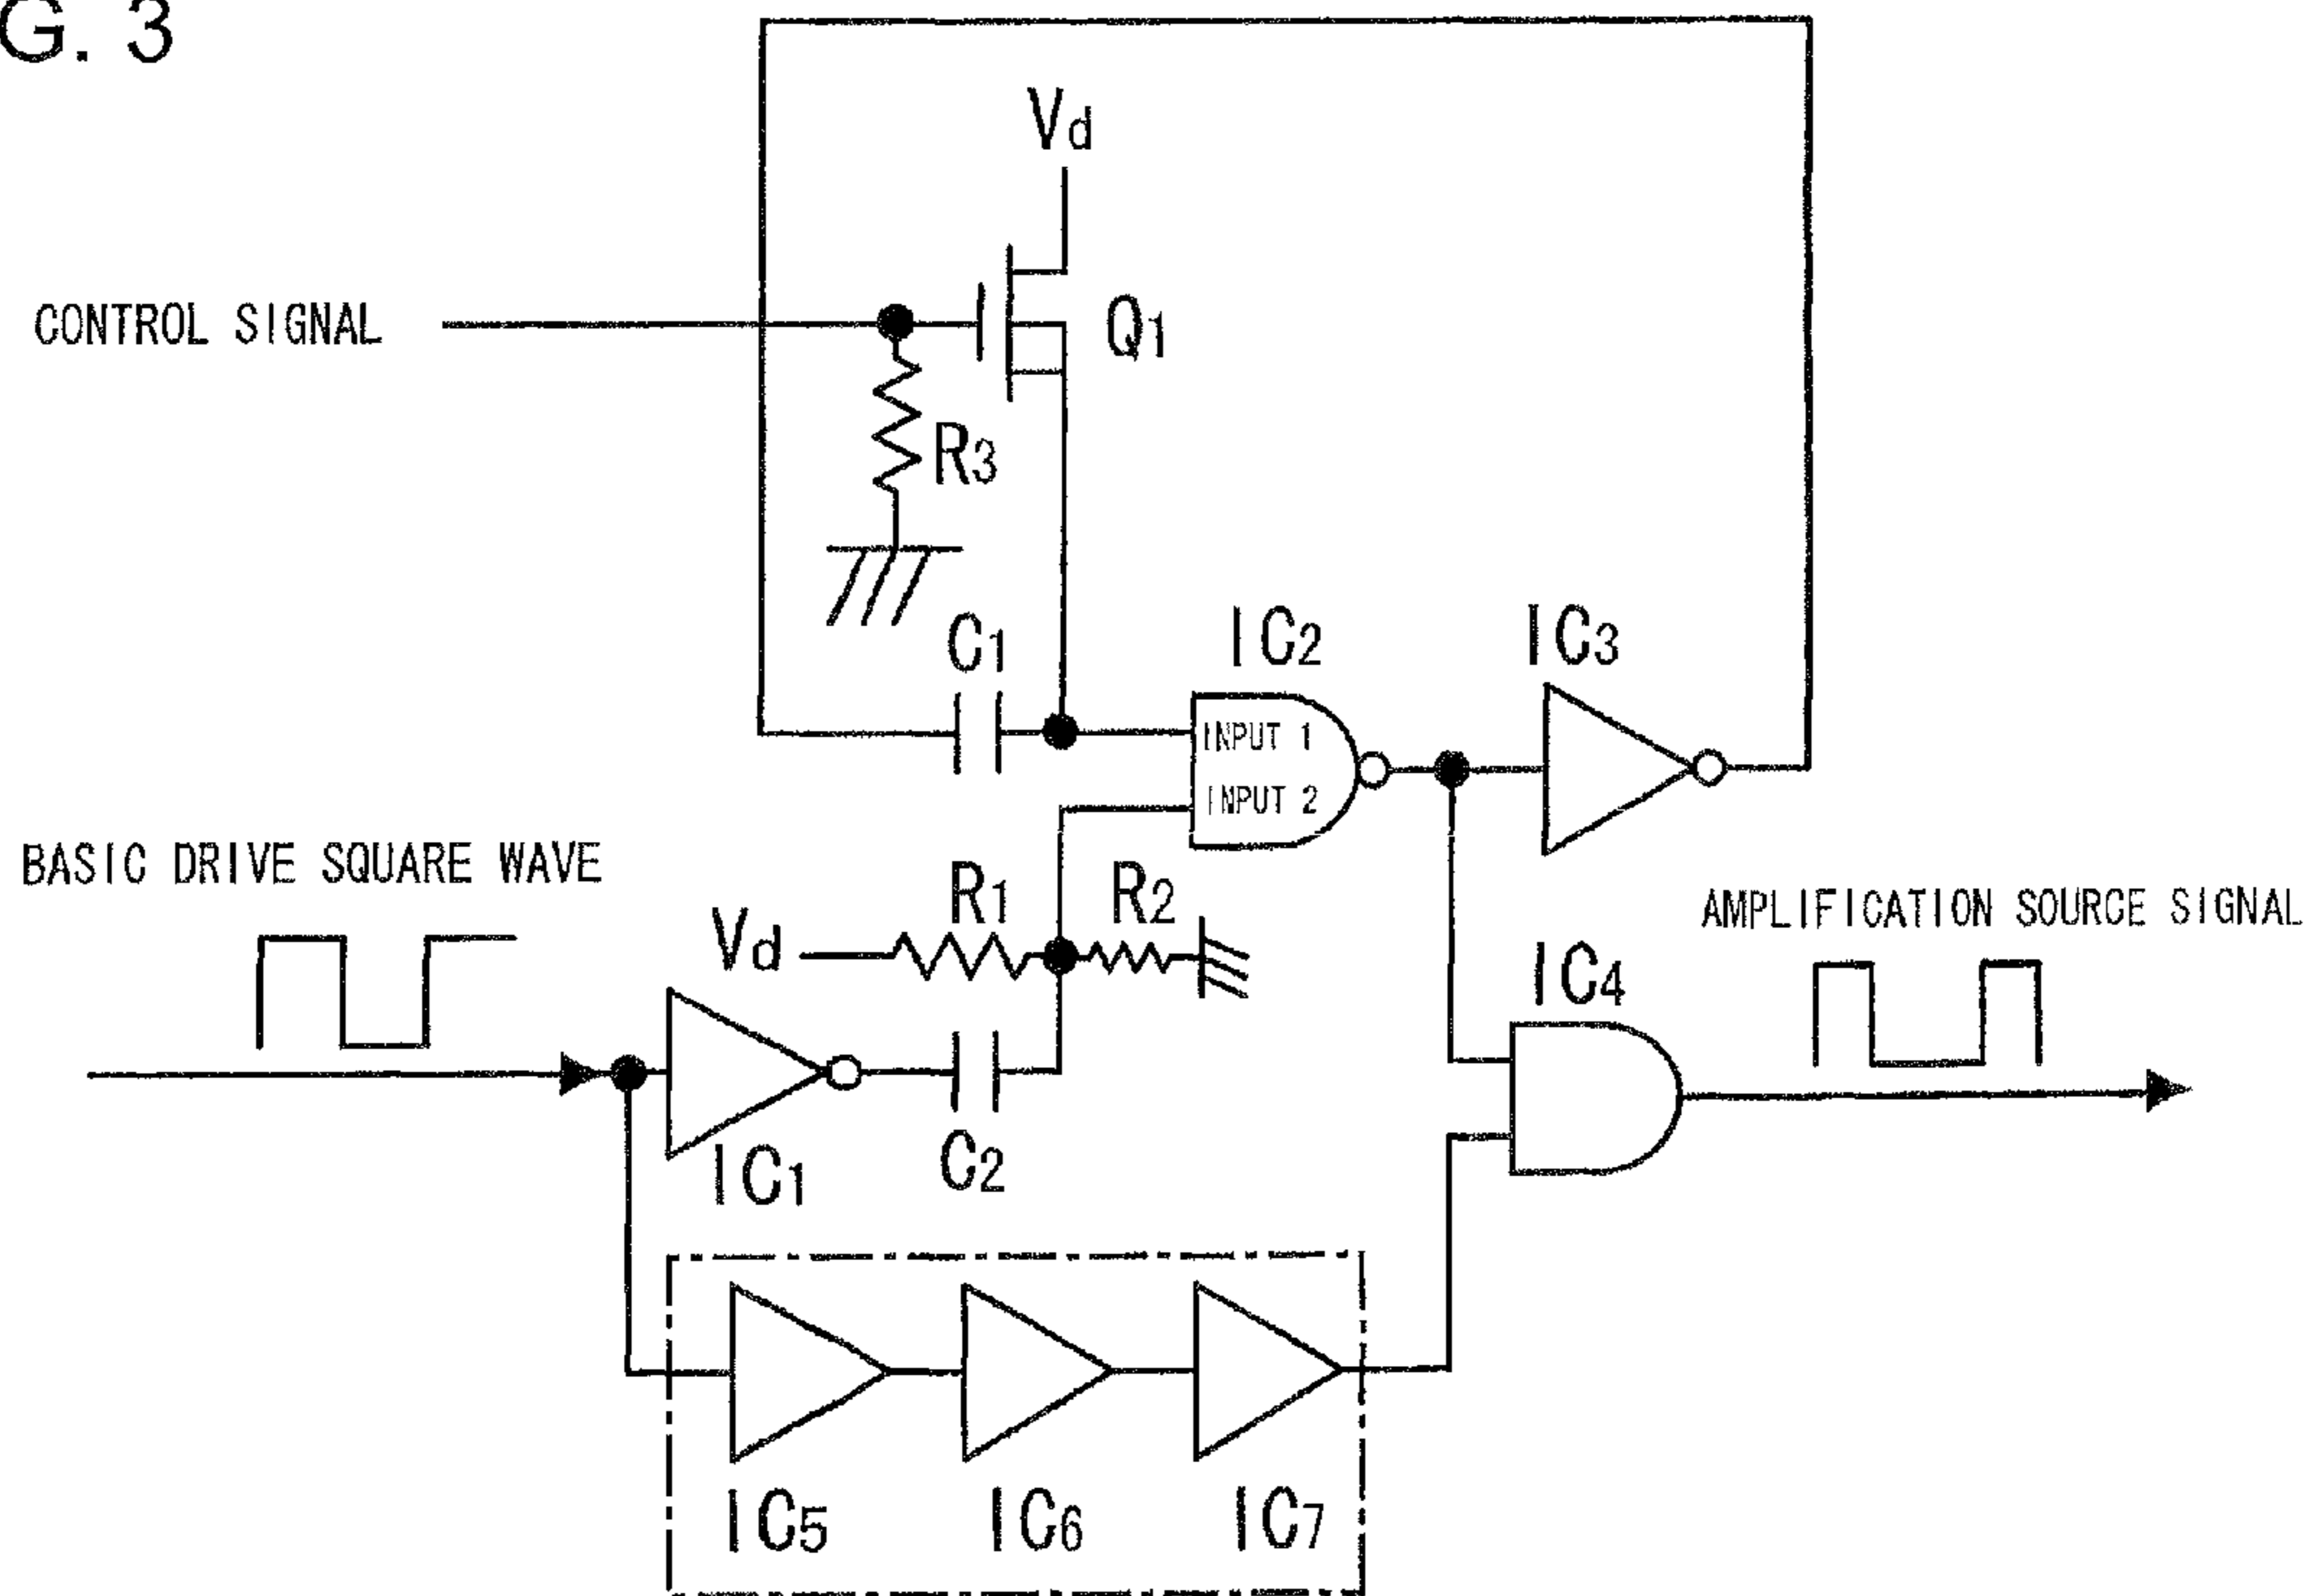 G. 3
Vd
CONTROL SIGNAL
Q1
R3
C1
IC2
IC3
INPUT 1
INPUT 2
BASIC DRIVE SQUARE WAVE
R1
R2
Vd
AMPLIFICATION SOURCE SIGNAL
IC4
IC1
C2
IC5
IC6
IC7